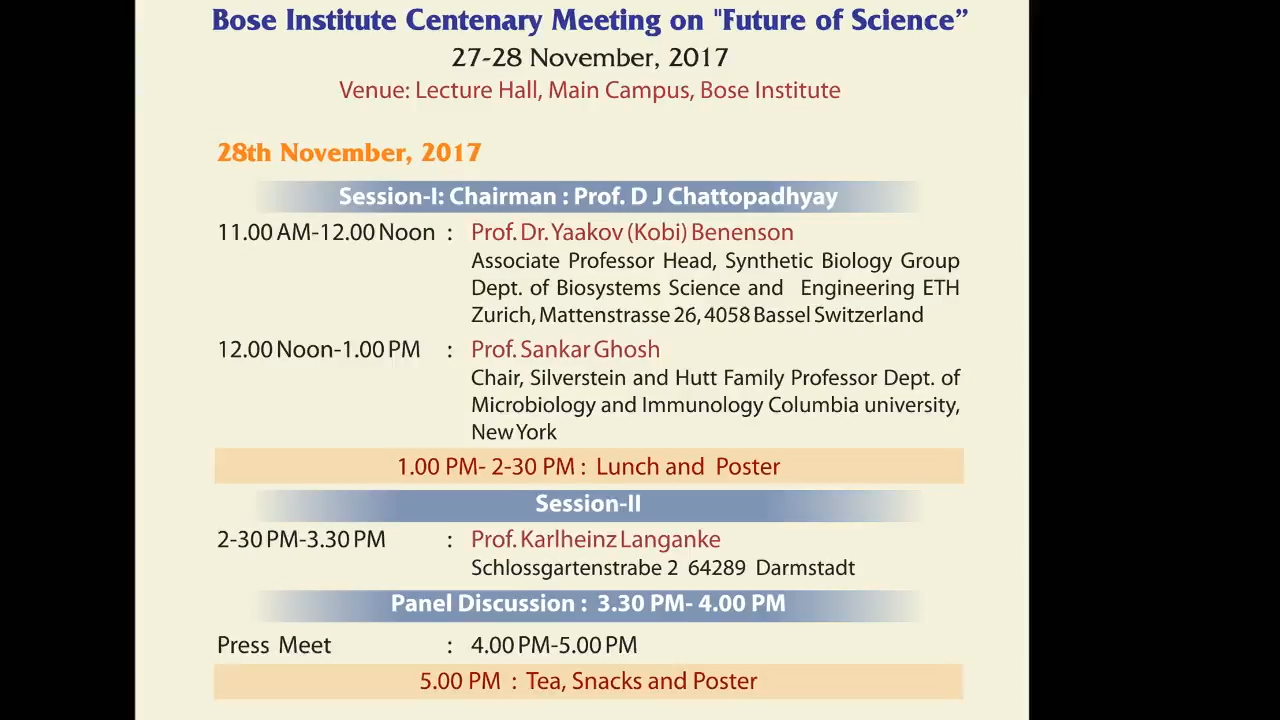 Bose Institute Centenary Meeting on "Future of Science”
27-28 November, 2017
Venue: Lecture Hall, Main Campus, Bose Institute
28th November, 2017
Session-I: Chairman : Prof. D J Chattopadhyay
11.00 AM-12.00 Noon : Prof. Dr. Yaakov (Kobi) Benenson
Associate Professor Head, Synthetic Biology Group
Dept. of Biosystems Science and Engineering ETH
Zurich, Mattenstrasse 26, 4058 Bassel Switzerland
12.00 Noon-1.00 PM : Prof. Sankar Ghosh
Chair, Silverstein and Hutt Family Professor Dept. of
Microbiology and Immunology Columbia university,
New York
1.00 PM- 2-30 PM : Lunch and Poster
Session-II
2-30 PM-3.30 PM : Prof. Karlheinz Langanke
Schlossgartenstrabe 2 64289 Darmstadt
Panel Discussion : 3.30 PM- 4.00 PM
Press Meet : 4.00 PM-5.00 PM
5.00 PM : Tea, Snacks and Poster